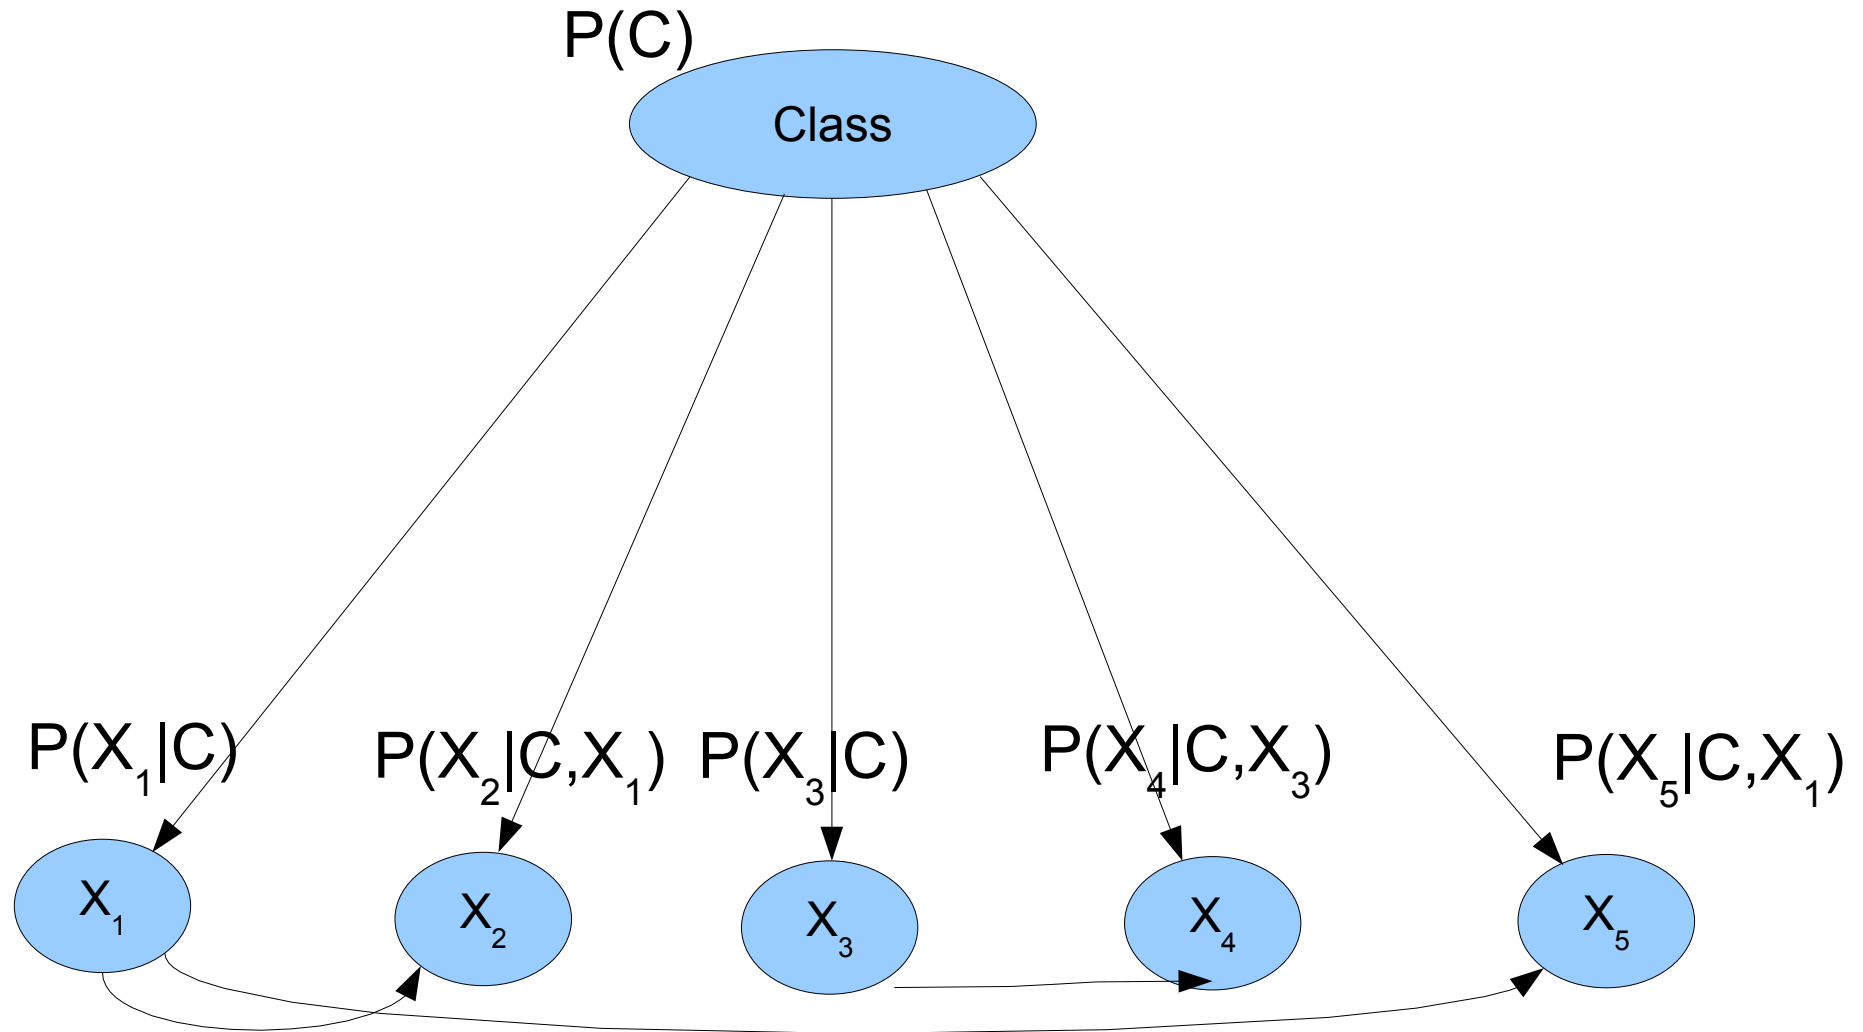 P(C)
Class
P(X₁|C)
P(X₂|C,X₁)
P(X₃|C)
P(X₄|C,X₃)
P(X₅|C,X₁)
X₁
X₂
X₃
X₄
X₅